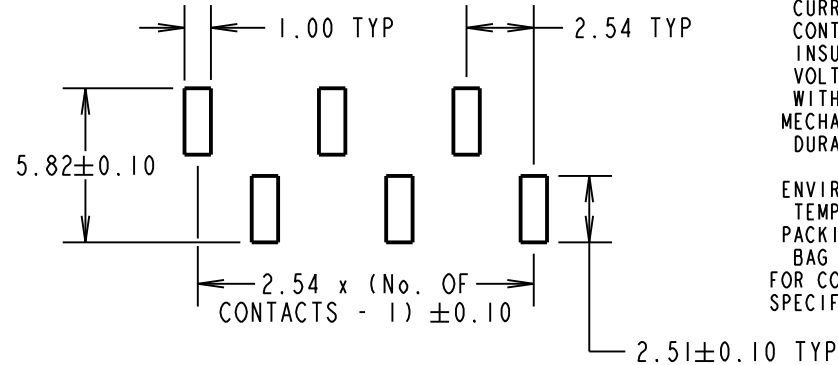 1.00 TYP
2.54 TYP
5.82±0.10
2.54 x (No. OF
CONTACTS - 1) ±0.10
2.51±0.10 TYP
CURR
CONT
INSU
VOLT
WITH
MECHA
DURA
ENVIR
TEMP
PACKI
BAG
FOR CO
SPECIF